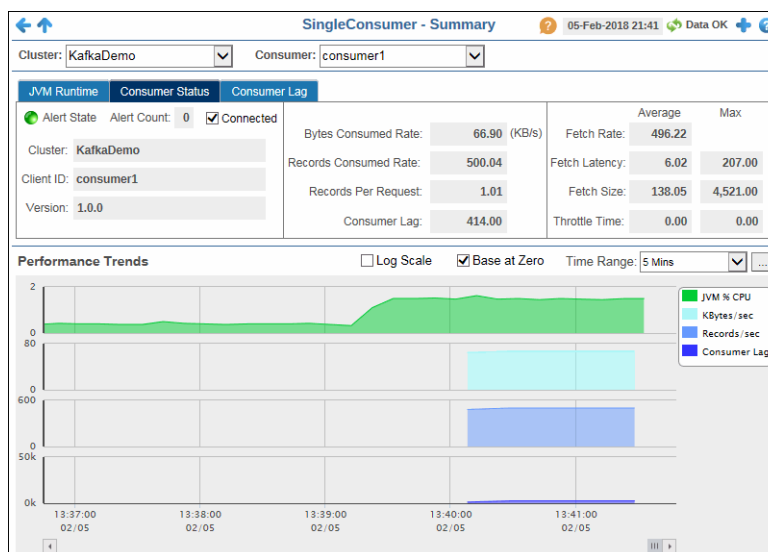 SingleConsumer - Summary
? 05-Feb-2018 21:41 Data OK ?
Cluster: KafkaDemo Consumer: consumer1
JVM Runtime Consumer Status Consumer Lag
Alert State Alert Count: 0 Connected
Cluster: KafkaDemo
Client ID: consumer1
Version: 1.0.0
Bytes Consumed Rate: 66.90 (KB/s)
Records Consumed Rate: 500.04
Records Per Request: 1.01
Consumer Lag: 414.00
Average Max
Fetch Rate: 496.22
Fetch Latency: 6.02 207.00
Fetch Size: 138.05 4,521.00
Throttle Time: 0.00 0.00
Performance Trends Log Scale Base at Zero Time Range: 5 Mins ...
2
0
80
0
600
0
50k
0k
JVM % CPU
KBytes/sec
Records/sec
Consumer Lag
13:37:00 13:38:00 13:39:00 13:40:00 13:41:00
02/05 02/05 02/05 02/05 02/05